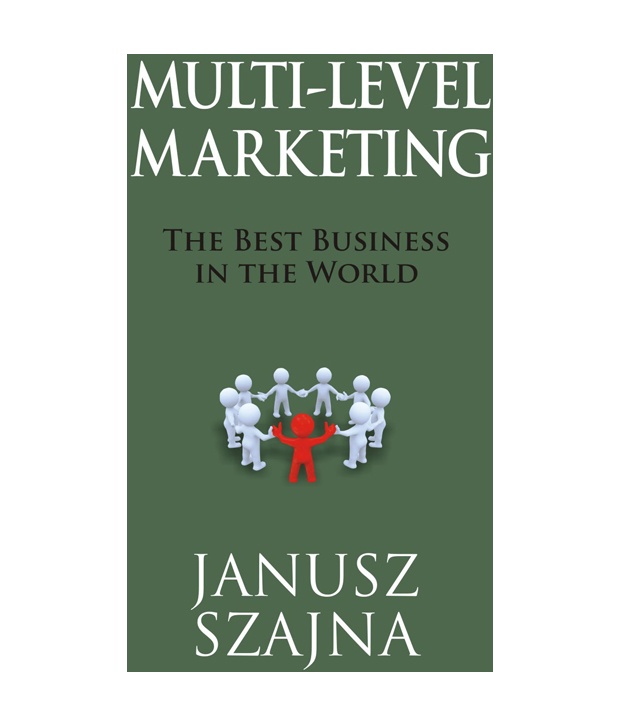 MULTI-LEVEL
MARKETING
THE BEST BUSINESS
IN THE WORLD
JANUSZ
SZAJNA